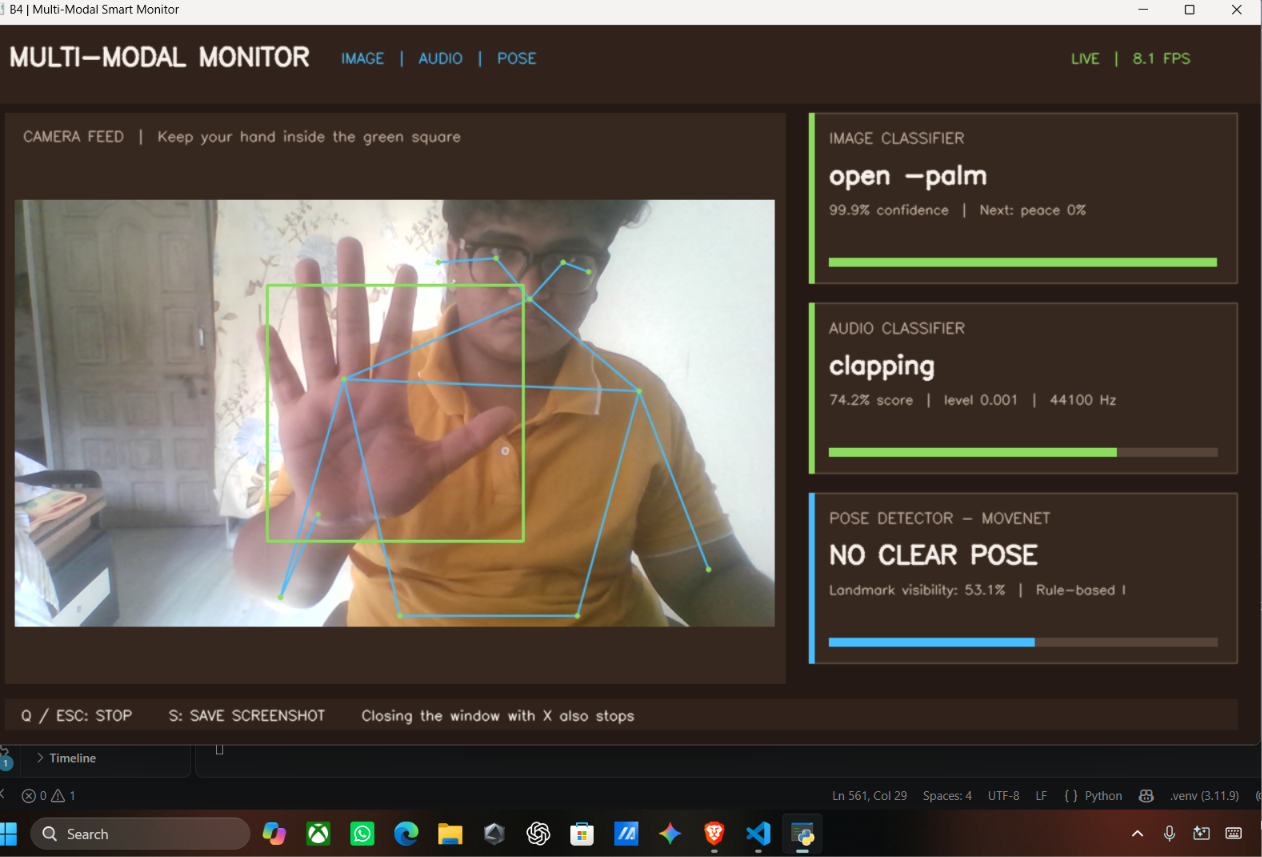 B4 | Multi-Modal Smart Monitor
MULTI-MODAL MONITOR IMAGE | AUDIO | POSE LIVE | 8.1 FPS
CAMERA FEED | Keep your hand inside the green square
IMAGE CLASSIFIER
open -palm
99.9% confidence | Next: peace 0%
AUDIO CLASSIFIER
clapping
74.2% score | level 0.001 | 44100 Hz
POSE DETECTOR - MOVENET
NO CLEAR POSE
Landmark visibility: 53.1% | Rule-based I
Q / ESC: STOP S: SAVE SCREENSHOT Closing the window with X also stops
1
Timeline
0 1 Ln 561, Col 29 Spaces: 4 UTF-8 LF { } Python .venv (3.11.9)
Search